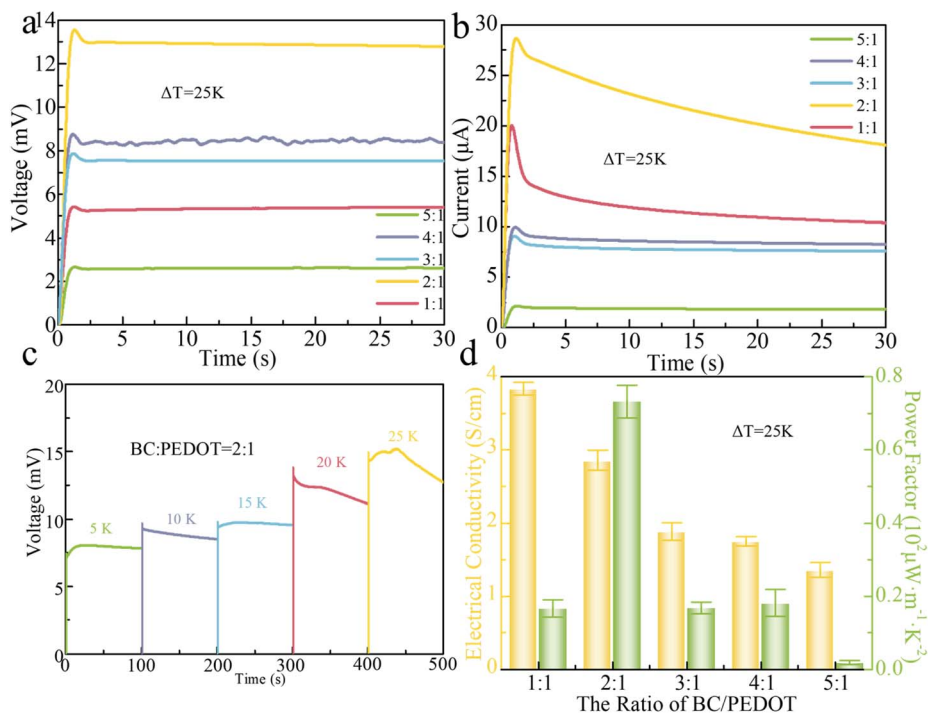 a
14
12
10
8
6
4
2
0
Voltage (mV)
ΔT=25K
5:1
4:1
3:1
2:1
1:1
0 5 10 15 20 25 30
Time (s)
b
30
25
20
15
10
5
0
Current (μA)
5:1
4:1
3:1
2:1
1:1
ΔT=25K
0 5 10 15 20 25 30
Time (s)
c
20
15
10
5
0
Voltage (mV)
BC:PEDOT=2:1
5 K
10 K
15 K
20 K
25 K
0 100 200 300 400 500
Time (s)
d
4
3
2
1
0
Electrical Conductivity (S/cm)
ΔT=25K
0.8
0.6
0.4
0.2
0.0
Power Factor (10²μW·m⁻¹·K⁻²)
1:1 2:1 3:1 4:1 5:1
The Ratio of BC/PEDOT